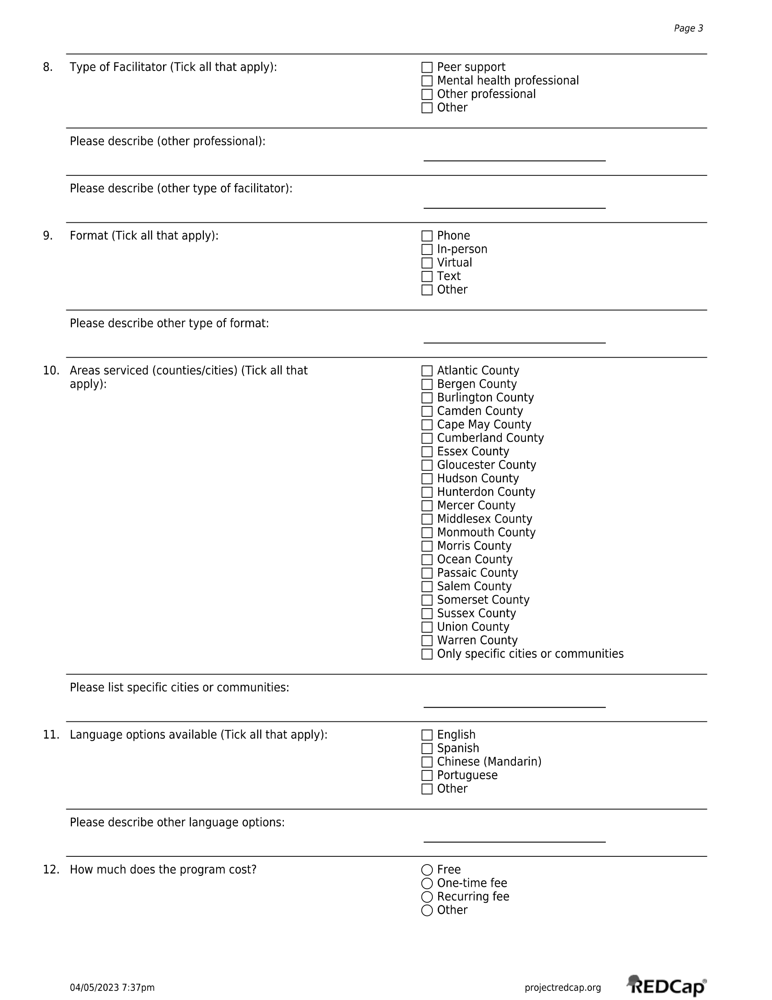 Page 3
8. Type of Facilitator (Tick all that apply):
Peer support
Mental health professional
Other professional
Other
Please describe (other professional):
Please describe (other type of facilitator):
9. Format (Tick all that apply):
Phone
In-person
Virtual
Text
Other
Please describe other type of format:
10. Areas serviced (counties/cities) (Tick all that
apply):
Atlantic County
Bergen County
Burlington County
Camden County
Cape May County
Cumberland County
Essex County
Gloucester County
Hudson County
Hunterdon County
Mercer County
Middlesex County
Monmouth County
Morris County
Ocean County
Passaic County
Salem County
Somerset County
Sussex County
Union County
Warren County
Only specific cities or communities
Please list specific cities or communities:
11. Language options available (Tick all that apply):
English
Spanish
Chinese (Mandarin)
Portuguese
Other
Please describe other language options:
12. How much does the program cost?
Free
One-time fee
Recurring fee
Other
04/05/2023 7:37pm
projectredcap.org
REDCap®